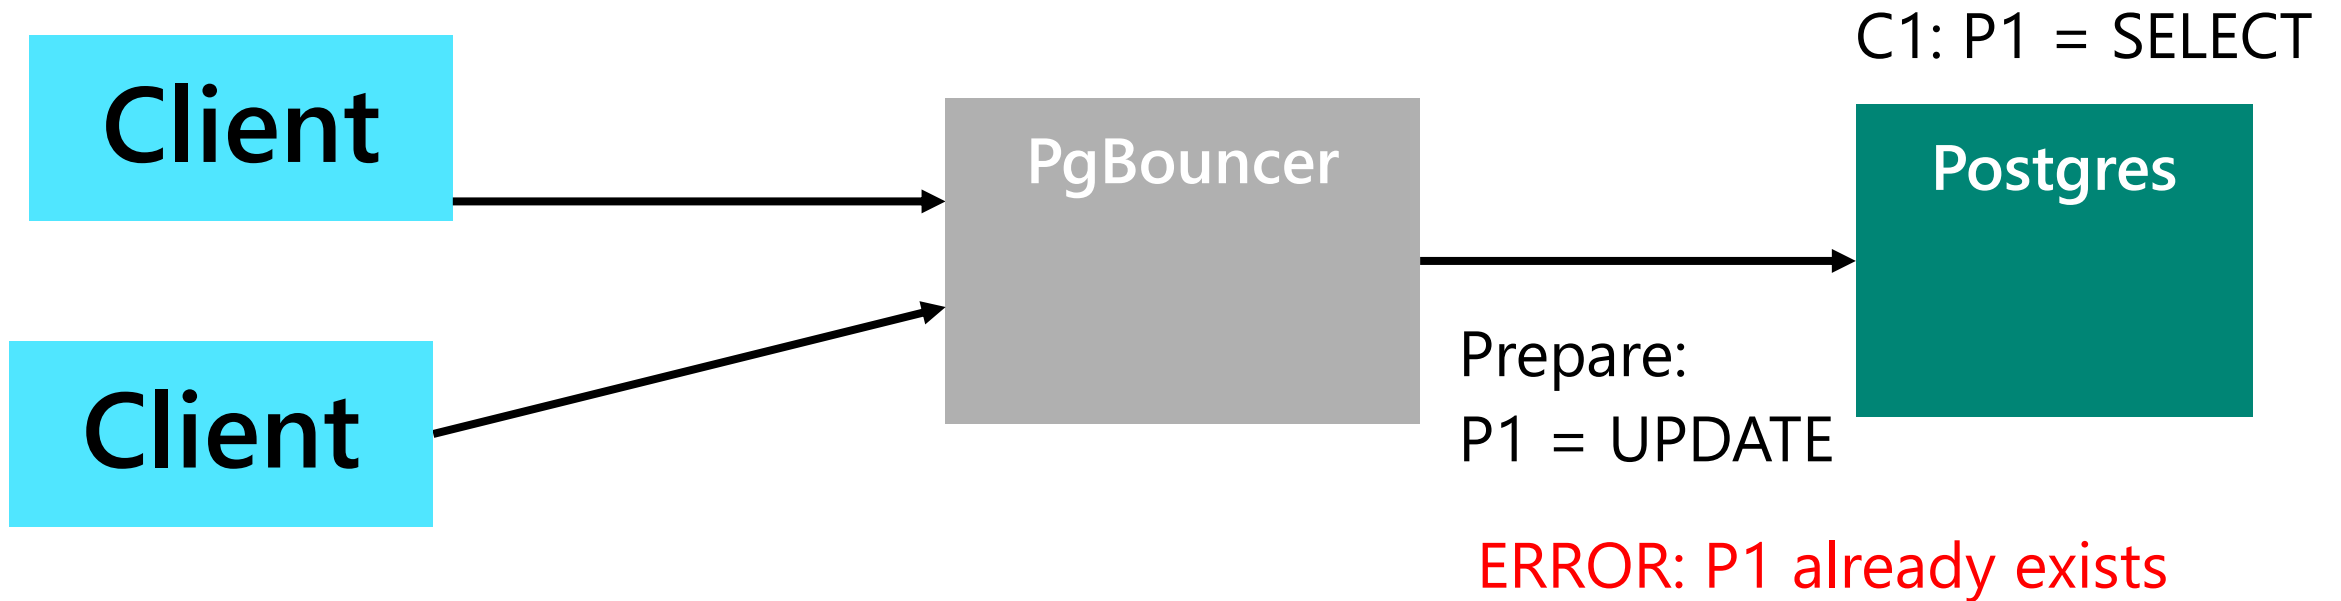 C1: P1 = SELECT
Client
PgBouncer
Postgres
Client
Prepare:
P1 = UPDATE
ERROR: P1 already exists